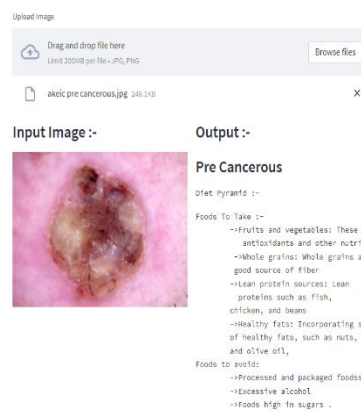 Upload Image
Drag and drop file here
Limit 200MB per file • JPG, PNG
Browse files
akeic pre cancerous.jpg 249.1KB
X
Input Image :-
Output :-
Pre Cancerous
Diet Pyramid :-
Foods To Take :-
->Fruits and vegetables: These
antioxidants and other nutri
->Whole grains: Whole grains a
good source of fiber
->Lean protein sources: Lean
proteins such as fish,
chicken, and beans
->Healthy fats: Incorporating s
of healthy fats, such as nuts,
and olive oil,
Foods to avoid:
->Processed and packaged foodss
->Excessive alcohol
->Foods high in sugars .